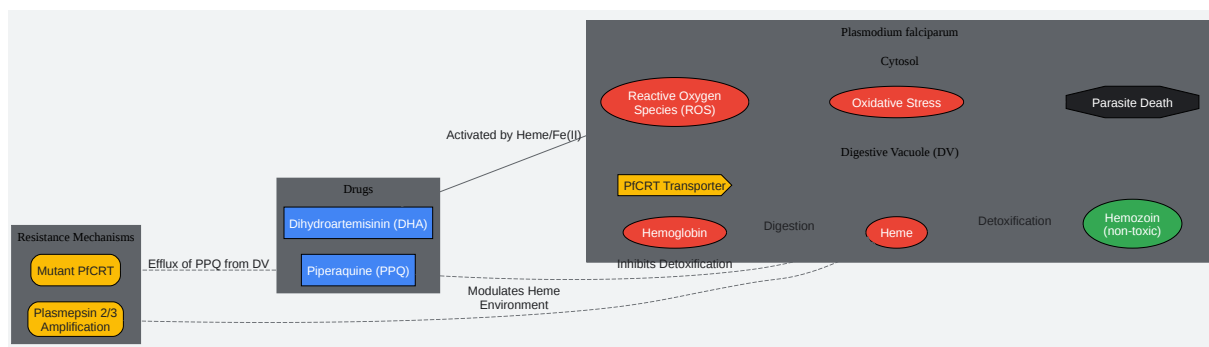 Plasmodium falciparum
Cytosol
Reactive Oxygen
Species (ROS)
Oxidative Stress
Parasite Death
Activated by Heme/Fe(II)
Digestive Vacuole (DV)
PfCRT Transporter
Drugs
Dihydroartemisinin (DHA)
Hemoglobin
Digestion
Heme
Detoxification
Hemozoin
(non-toxic)
Resistance Mechanisms
Mutant PfCRT
Efflux of PPQ from DV
Piperaquine (PPQ)
Inhibits Detoxification
Modulates Heme
Environment
Plasmepsin 2/3
Amplification